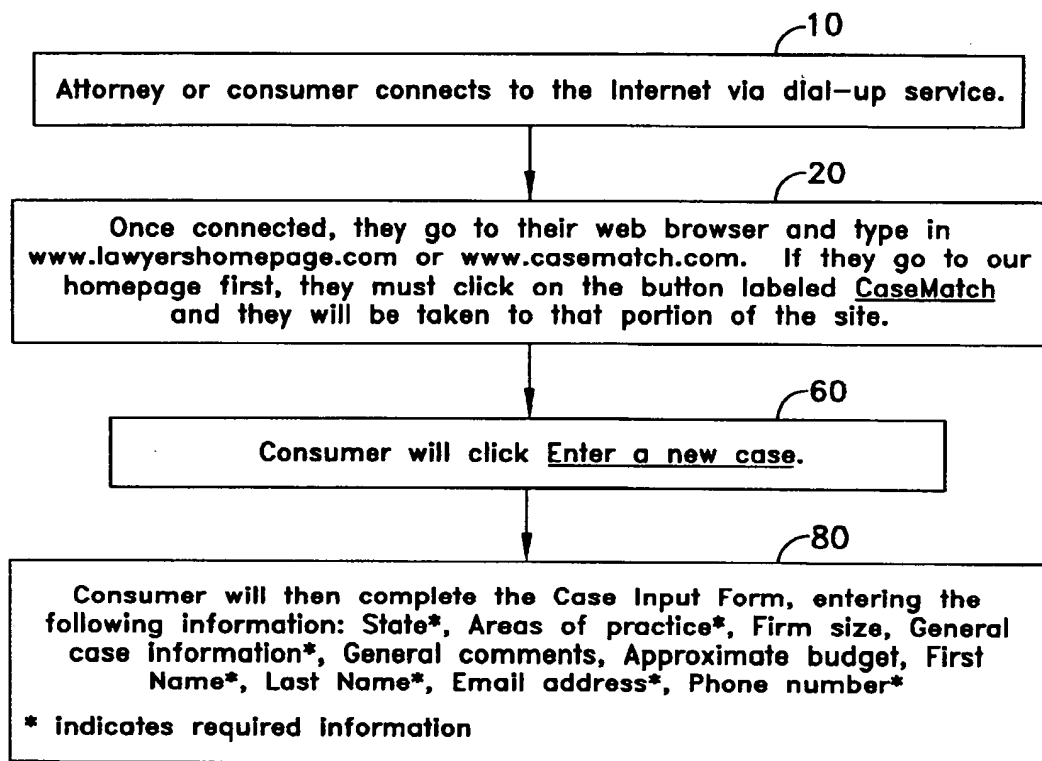 10
Attorney or consumer connects to the Internet via dial-up service.
20
Once connected, they go to their web browser and type in
www.lawyershomepage.com or www.casematch.com. If they go to our
homepage first, they must click on the button labeled CaseMatch
and they will be taken to that portion of the site.
60
Consumer will click Enter a new case.
80
Consumer will then complete the Case Input Form, entering the
following information: State*, Areas of practice*, Firm size, General
case information*, General comments, Approximate budget, First
Name*, Last Name*, Email address*, Phone number*
* indicates required information